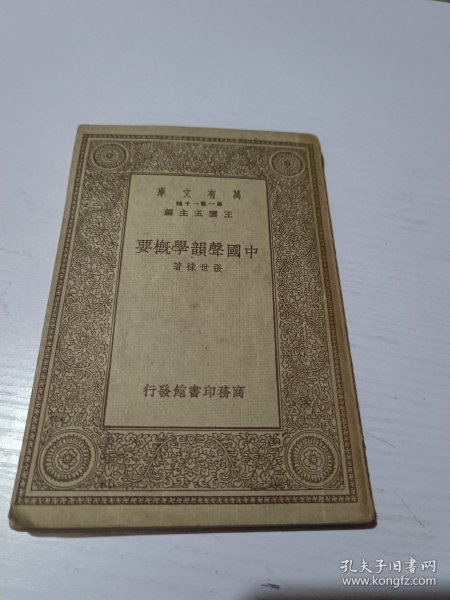 萬有文庫
第一集一千種
王雲五主編
中國聲韻學概要
張世祿著
商務印書館發行
孔夫子旧书网
www.kongfz.com